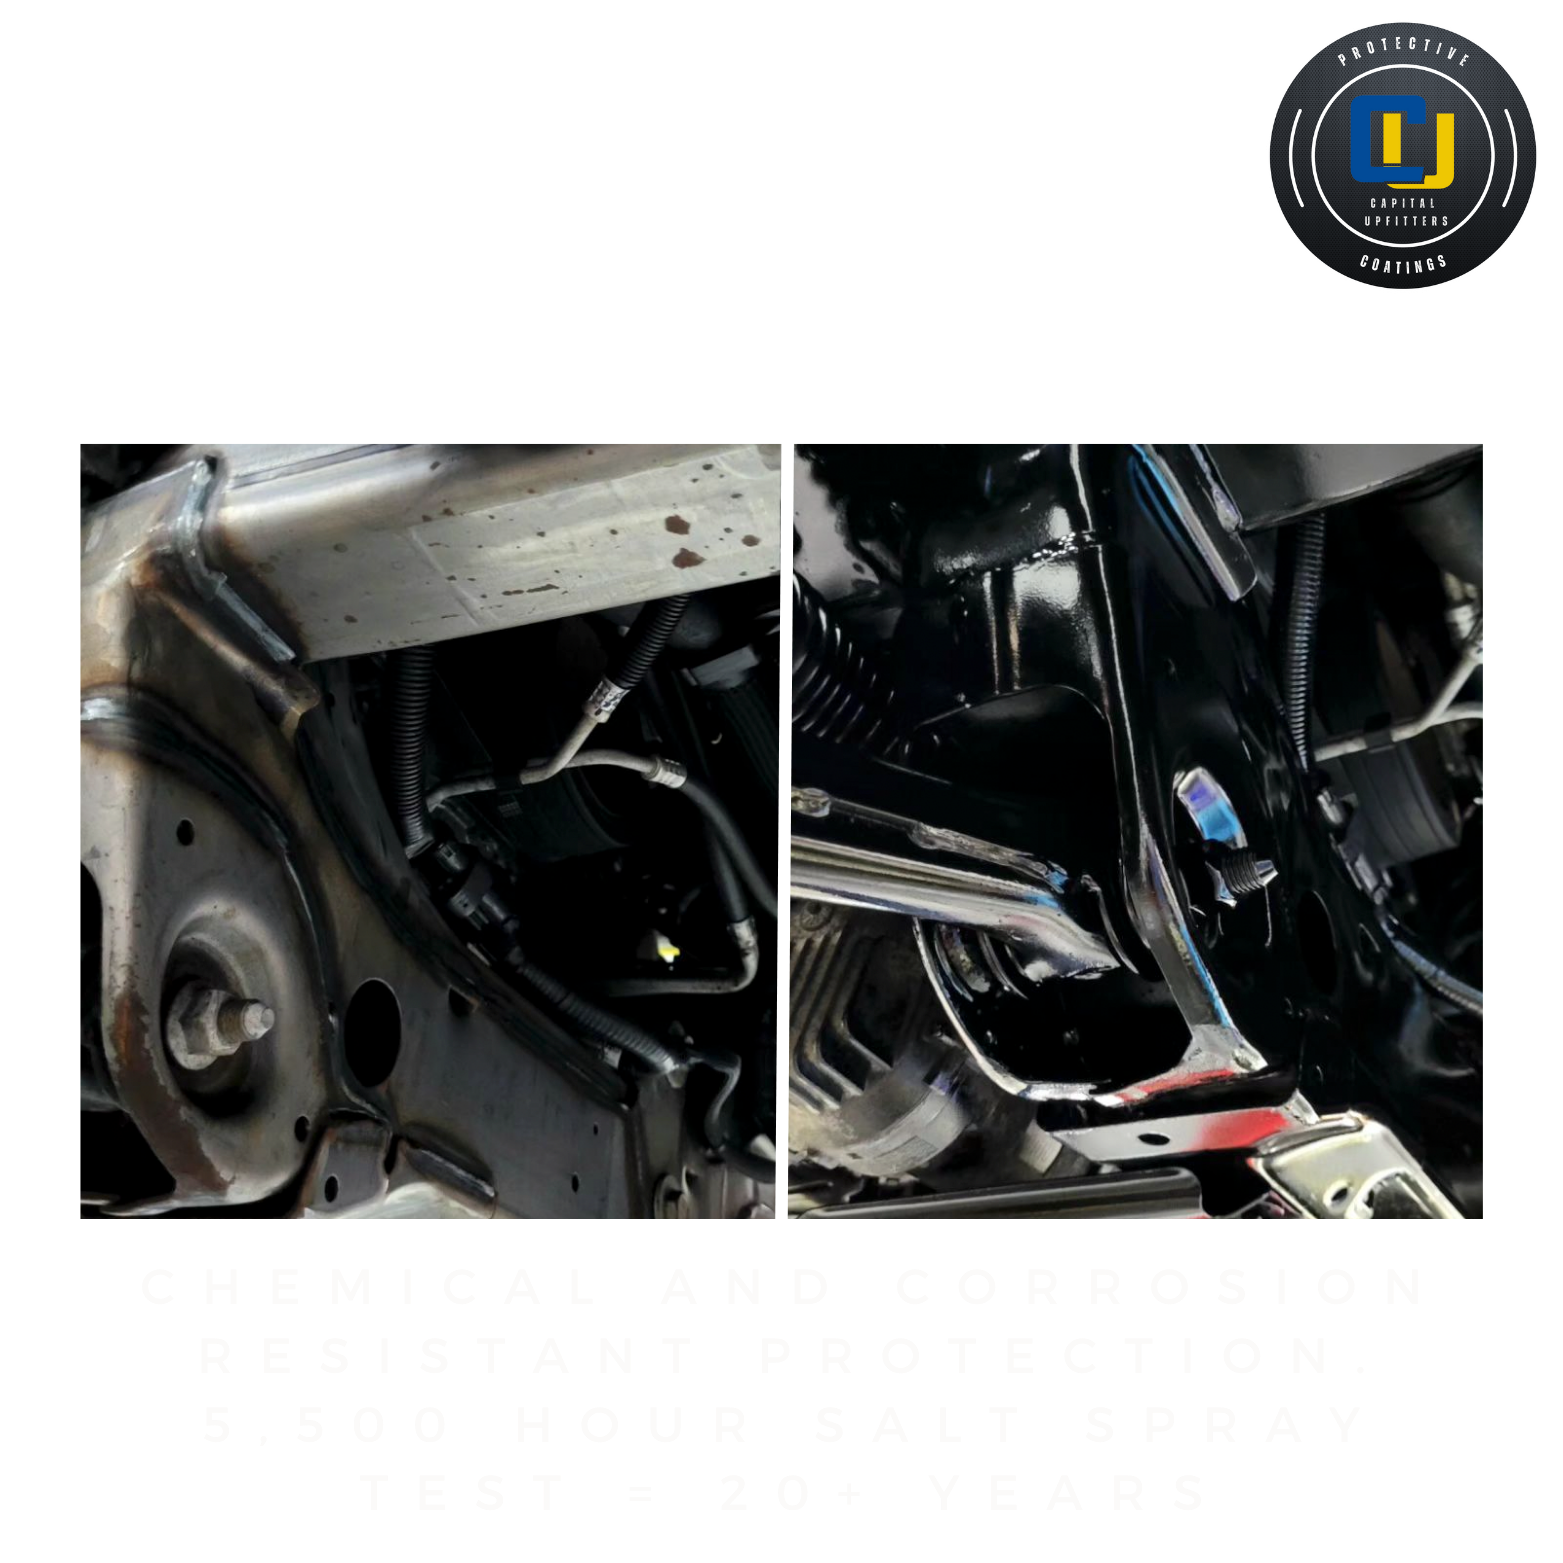 PROTECTIVE
CAPITAL
UPFITTERS
COATINGS
CHEMICAL AND CORROSION
RESISTANT PROTECTION.
5,500 HOUR SALT SPRAY
TEST = 20+ YEARS